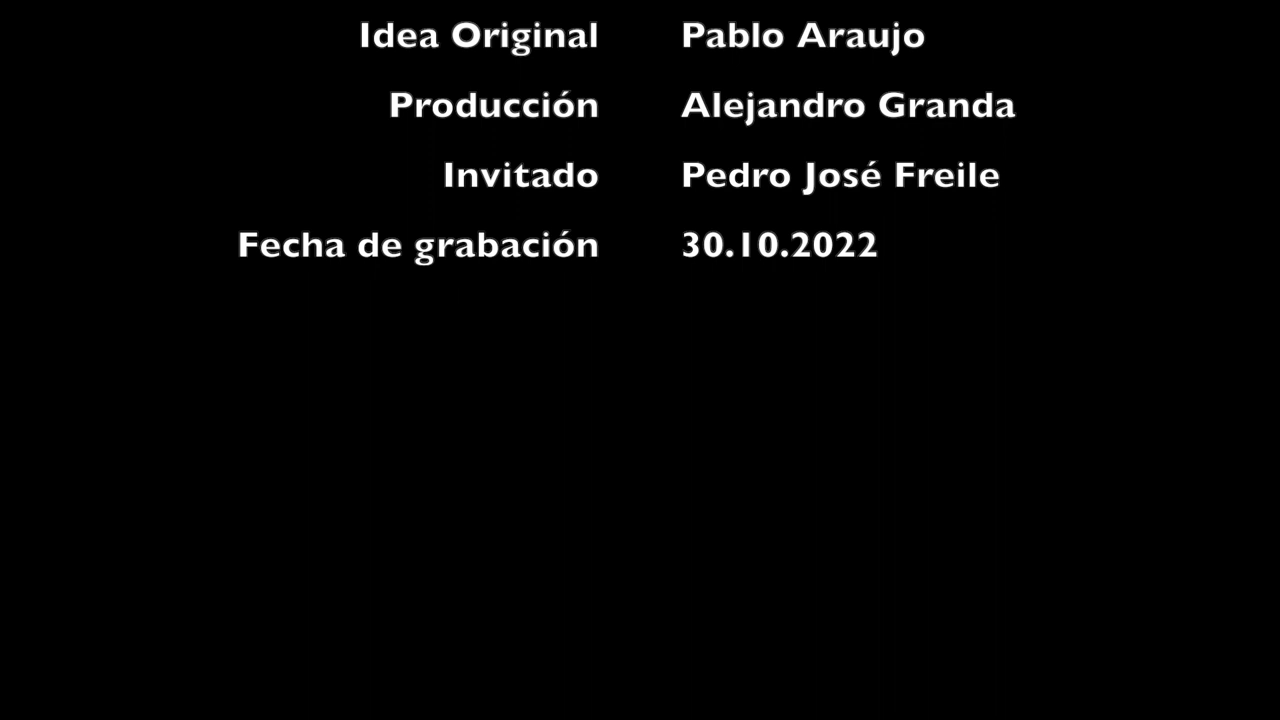 Idea Original Pablo Araujo
Producción Alejandro Granda
Invitado Pedro José Freile
Fecha de grabación 30.10.2022